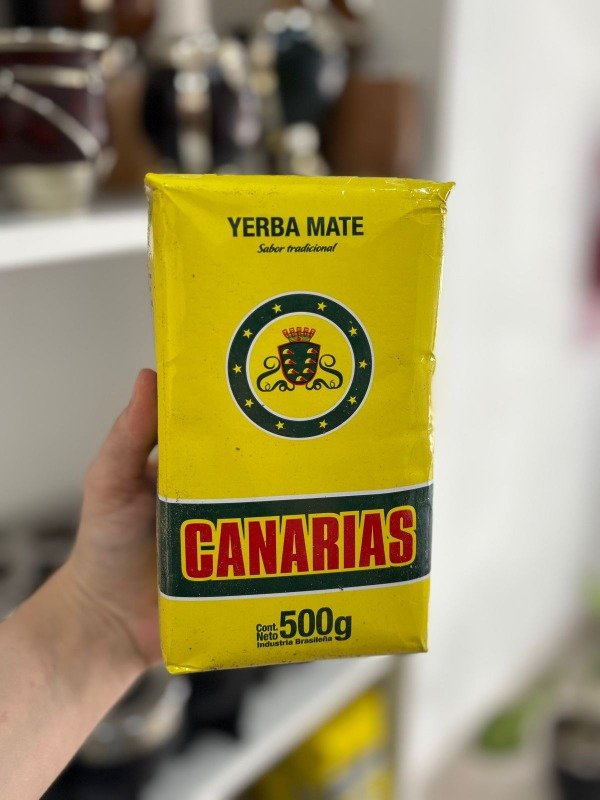 YERBA MATE
Sabor tradicional
CANARIAS
Cont.
Neto 500g
Industria Brasileña